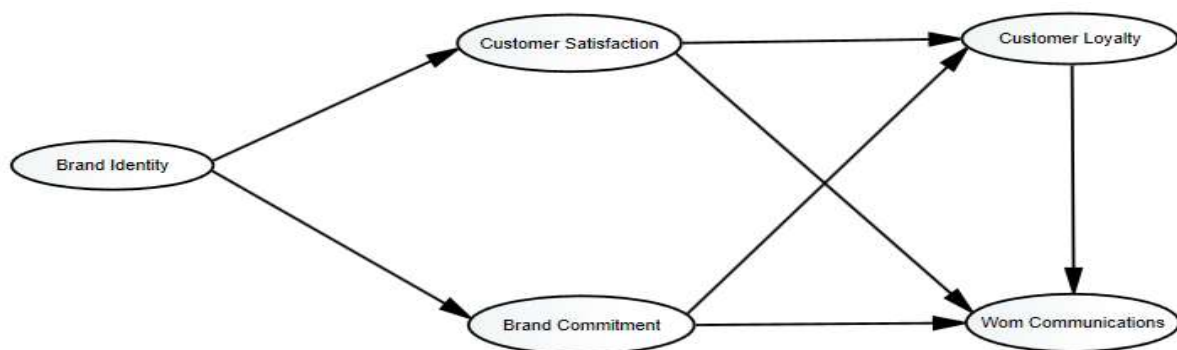 Customer Satisfaction
Customer Loyalty
Brand Identity
Brand Commitment
Wom Communications